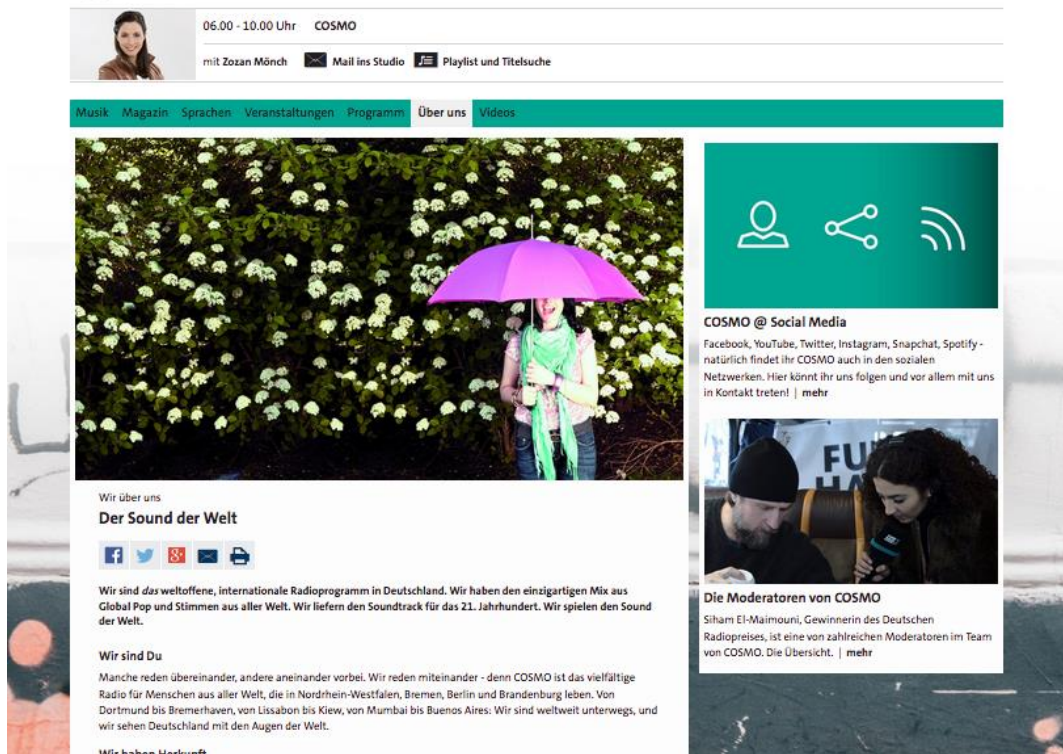 06.00 - 10.00 Uhr COSMO
mit Zozan Mönch Mail ins Studio Playlist und Titelsuche
Musik Magazin Sprachen Veranstaltungen Programm Über uns Videos
Wir über uns
Der Sound der Welt
Wir sind das weltoffene, internationale Radioprogramm in Deutschland. Wir haben den einzigartigen Mix aus
Global Pop und Stimmen aus aller Welt. Wir liefern den Soundtrack für das 21. Jahrhundert. Wir spielen den Sound
der Welt.
Wir sind Du
Manche reden übereinander, andere aneinander vorbei. Wir reden miteinander - denn COSMO ist das vielfältige
Radio für Menschen aus aller Welt, die in Nordrhein-Westfalen, Bremen, Berlin und Brandenburg leben. Von
Dortmund bis Bremerhaven, von Lissabon bis Kiew, von Mumbai bis Buenos Aires: Wir sind weltweit unterwegs, und
wir sehen Deutschland mit den Augen der Welt.
Wir haben Herkunft
COSMO @ Social Media
Facebook, YouTube, Twitter, Instagram, Snapchat, Spotify -
natürlich findet ihr COSMO auch in den sozialen
Netzwerken. Hier könnt ihr uns folgen und vor allem mit uns
in Kontakt treten! | mehr
Die Moderatoren von COSMO
Siham El-Maimouni, Gewinnerin des Deutschen
Radiopreises, ist eine von zahlreichen Moderatoren im Team
von COSMO. Die Übersicht. | mehr